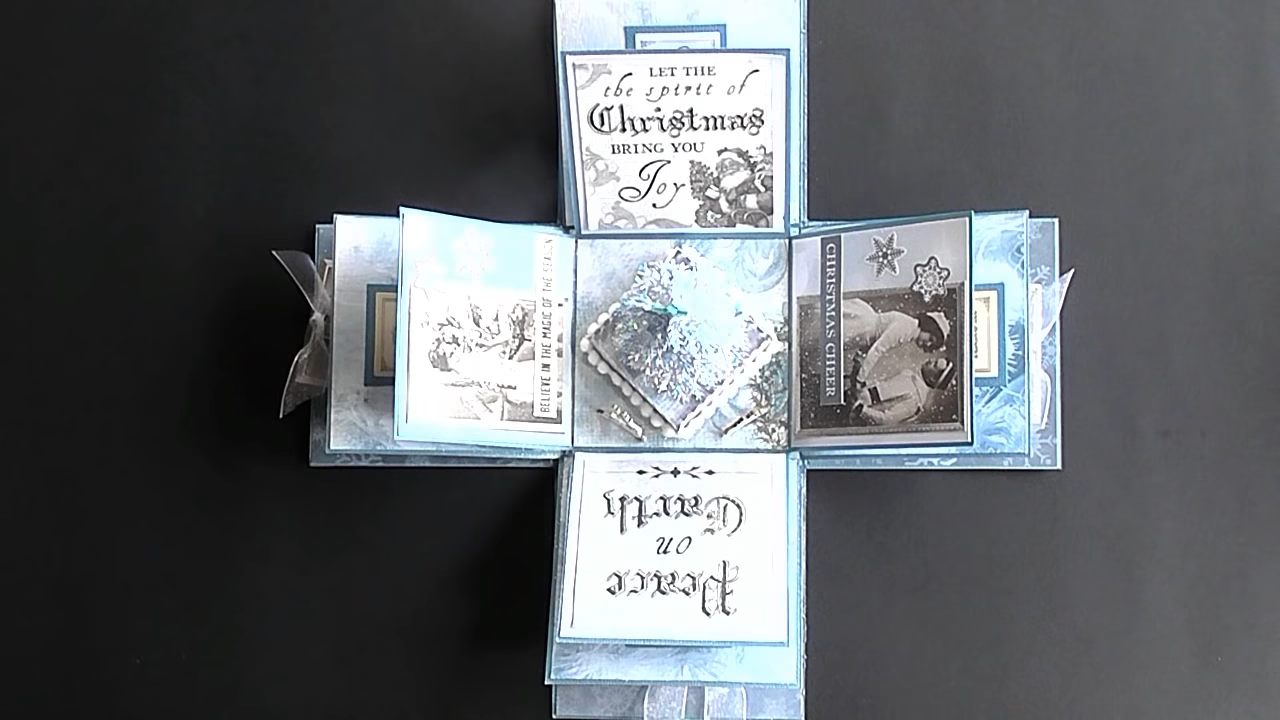 LET THE
the spirit of
Christmas
BRING YOU
Joy
BELIEVE IN THE MAGIC OF THE SEASON
CHRISTMAS CHEER
Peace
on
Earth